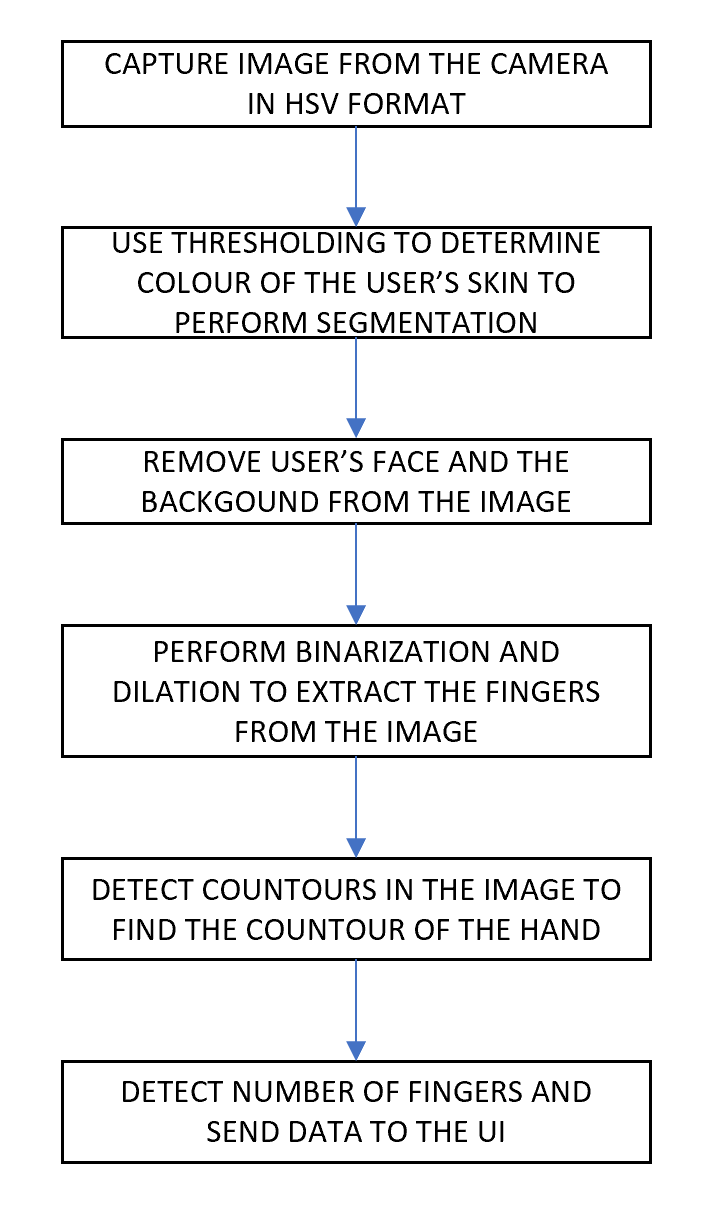 CAPTURE IMAGE FROM THE CAMERA
IN HSV FORMAT
USE THRESHOLDING TO DETERMINE
COLOUR OF THE USER’S SKIN TO
PERFORM SEGMENTATION
REMOVE USER’S FACE AND THE
BACKGOUND FROM THE IMAGE
PERFORM BINARIZATION AND
DILATION TO EXTRACT THE FINGERS
FROM THE IMAGE
DETECT COUNTOURS IN THE IMAGE TO
FIND THE COUNTOUR OF THE HAND
DETECT NUMBER OF FINGERS AND
SEND DATA TO THE UI